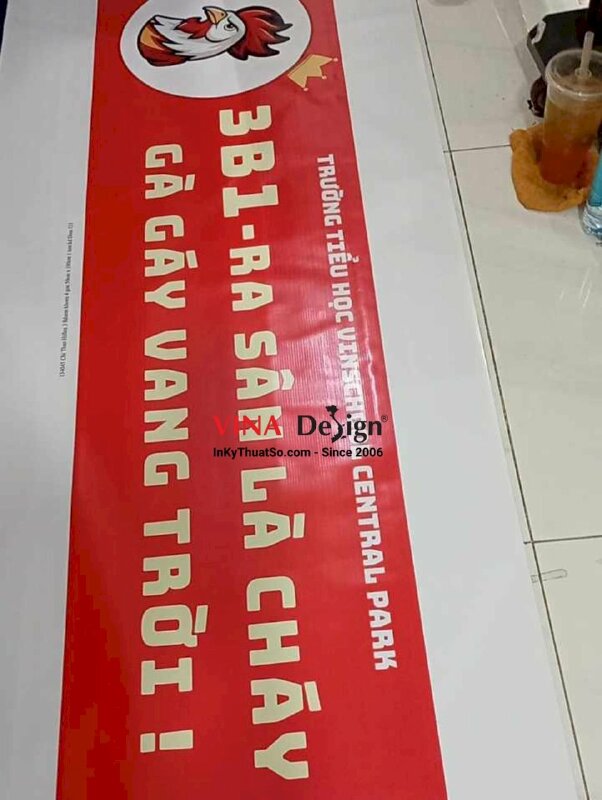 TRƯỜNG TIỂU HỌC VINSCHOOL CENTRAL PARK
3B1-RA SÂN LÀ CHÁY
GÀ GÁY VANG TRỜI!
VINA Design®
InKyThuatSo.com - Since 2006